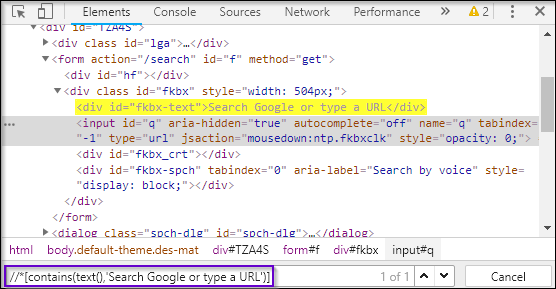 Elements Console Sources Network Performance » 2
<div id="TZA4S">
<div class id="lga">…</div>
<form action="/search" id="f" method="get">
<div id="hf"></div>
<div id="fkbx" style="width: 504px;">
<div id="fkbx-text">Search Google or type a URL</div>
… <input id="q" aria-hidden="true" autocomplete="off" name="q" tabindex=
"-1" type="url" jsaction="mousedown:ntp.fkbxclk" style="opacity: 0;">
<div id="fkbx_crt"></div>
<div id="fkbx-spch" tabindex="0" aria-label="Search by voice" style=
"display: block;"></div>
</div>
</form>
<dialog class="spch-dlg" id="spch-dlg">…</dialog>
html body.default-theme.des-mat div#TZA4S form#f div#fkbx input#q
//*[contains(text(),'Search Google or type a URL')] 1 of 1 Cancel